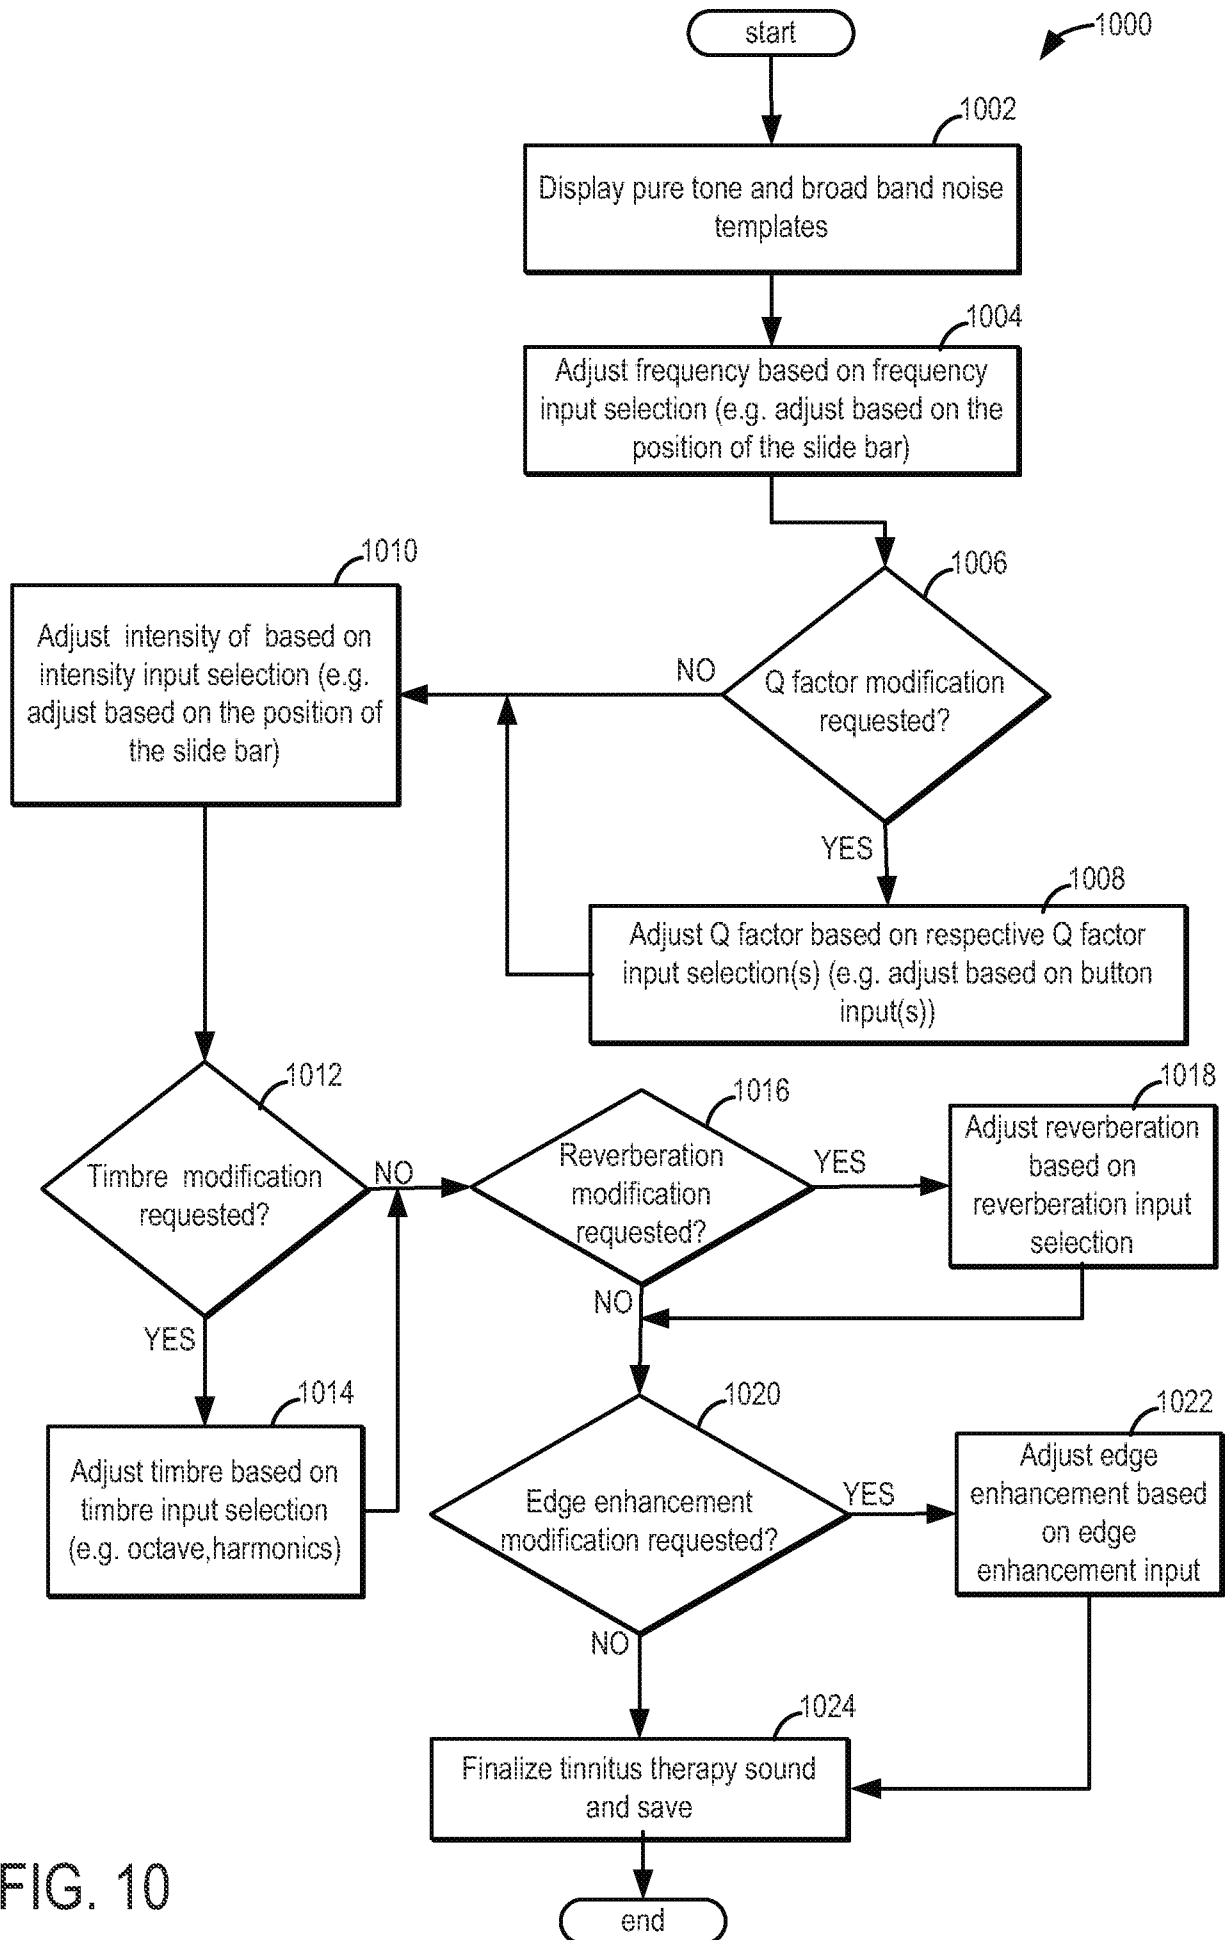 start
1000
1002
Display pure tone and broad band noise
templates
1004
Adjust frequency based on frequency
input selection (e.g. adjust based on the
position of the slide bar)
1006
Q factor modification
requested?
NO
YES
1008
Adjust Q factor based on respective Q factor
input selection(s) (e.g. adjust based on button
input(s))
1010
Adjust intensity of based on
intensity input selection (e.g.
adjust based on the position of
the slide bar)
1012
Timbre modification
requested?
NO
YES
1014
Adjust timbre based on
timbre input selection
(e.g. octave,harmonics)
1016
Reverberation
modification
requested?
YES
NO
1018
Adjust reverberation
based on
reverberation input
selection
1020
Edge enhancement
modification requested?
YES
NO
1022
Adjust edge
enhancement based
on edge
enhancement input
1024
Finalize tinnitus therapy sound
and save
end
FIG. 10